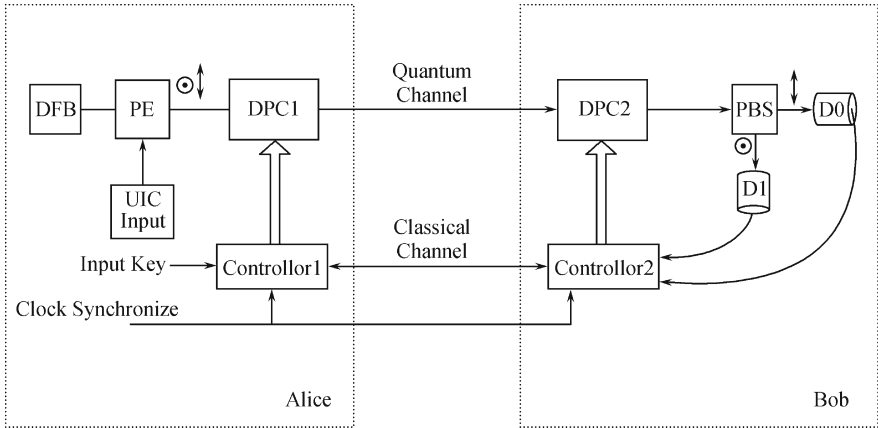 Quantum
Channel
DFB
PE
DPC1
DPC2
PBS
D0
UIC
Input
D1
Classical
Channel
Input Key
Controllor1
Controllor2
Clock Synchronize
Alice
Bob